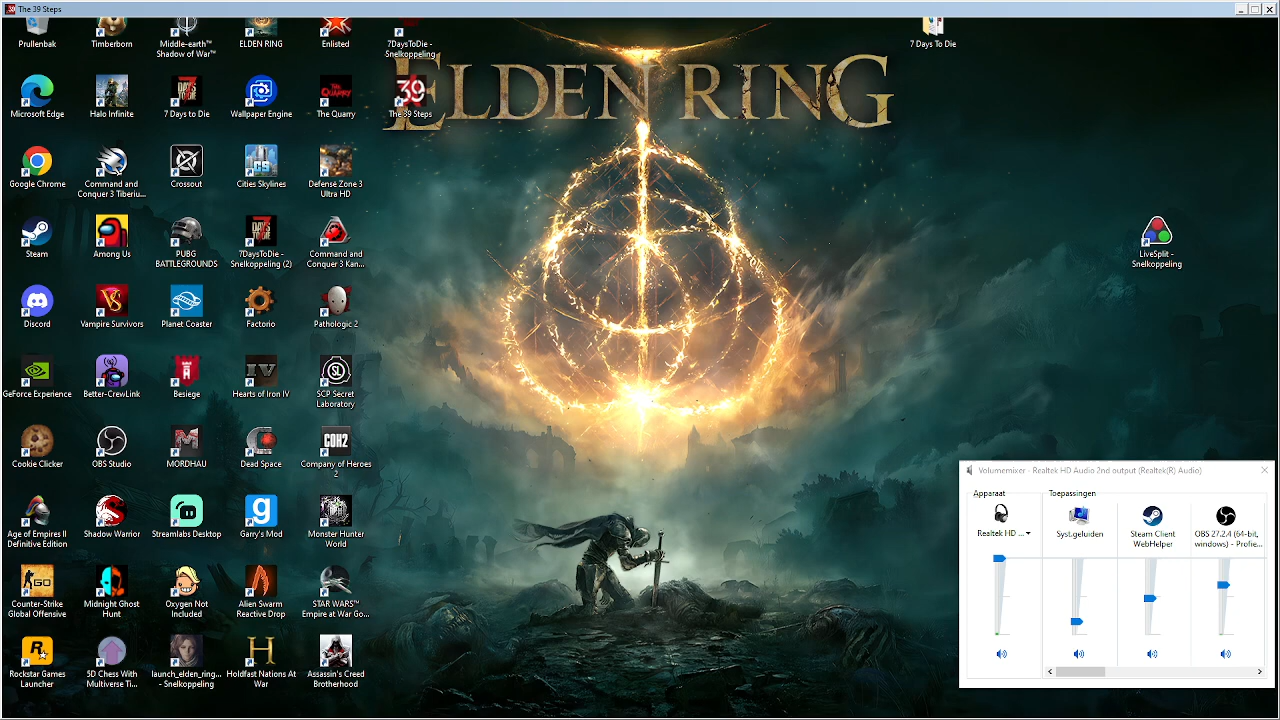 The 39 Steps
Prullenbak
Timberborn
Middle-earth™
Shadow of War™
ELDEN RING
Enlisted
7DaysToDie -
Snelkoppeling
7 Days To Die
ELDEN RING
Microsoft Edge
Halo Infinite
7 Days to Die
Wallpaper Engine
The Quarry
The 39 Steps
Google Chrome
Command and
Conquer 3 Tiberiu...
Crossout
Cities Skylines
Defense Zone 3
Ultra HD
Steam
Among Us
PUBG
BATTLEGROUNDS
7DaysToDie -
Snelkoppeling (2)
Command and
Conquer 3 Kan...
LiveSplit -
Snelkoppeling
Discord
Vampire Survivors
Planet Coaster
Factorio
Pathologic 2
GeForce Experience
Better-CrewLink
Besiege
Hearts of Iron IV
SCP Secret
Laboratory
Cookie Clicker
OBS Studio
MORDHAU
Dead Space
Company of Heroes
2
Age of Empires II
Definitive Edition
Shadow Warrior
Streamlabs Desktop
Garry's Mod
Monster Hunter
World
Counter-Strike
Global Offensive
Midnight Ghost
Hunt
Oxygen Not
Included
Alien Swarm
Reactive Drop
STAR WARS™
Empire at War Go...
Rockstar Games
Launcher
5D Chess With
Multiverse Ti...
launch_elden_ring...
- Snelkoppeling
Holdfast Nations At
War
Assassin's Creed
Brotherhood
Volumemixer - Realtek HD Audio 2nd output (Realtek(R) Audio)
Apparaat
Toepassingen
Realtek HD ...
Syst.geluiden
Steam Client
WebHelper
OBS 27.2.4 (64-bit,
windows) - Profie...